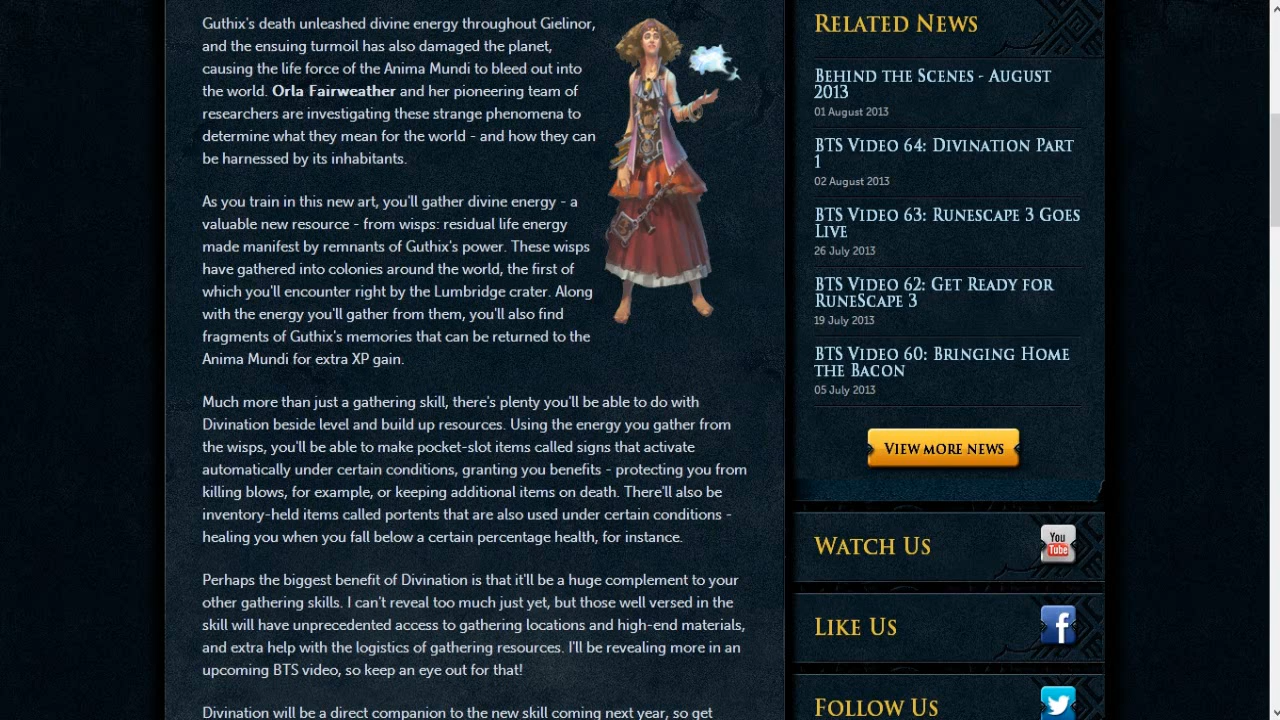 Guthix's death unleashed divine energy throughout Gielinor,
and the ensuing turmoil has also damaged the planet,
causing the life force of the Anima Mundi to bleed out into
the world. Orla Fairweather and her pioneering team of
researchers are investigating these strange phenomena to
determine what they mean for the world - and how they can
be harnessed by its inhabitants.
As you train in this new art, you'll gather divine energy - a
valuable new resource - from wisps: residual life energy
made manifest by remnants of Guthix's power. These wisps
have gathered into colonies around the world, the first of
which you'll encounter right by the Lumbridge crater. Along
with the energy you'll gather from them, you'll also find
fragments of Guthix's memories that can be returned to the
Anima Mundi for extra XP gain.
Much more than just a gathering skill, there's plenty you'll be able to do with
Divination beside level and build up resources. Using the energy you gather from
the wisps, you'll be able to make pocket-slot items called signs that activate
automatically under certain conditions, granting you benefits - protecting you from
killing blows, for example, or keeping additional items on death. There'll also be
inventory-held items called portents that are also used under certain conditions -
healing you when you fall below a certain percentage health, for instance.
Perhaps the biggest benefit of Divination is that it'll be a huge complement to your
other gathering skills. I can't reveal too much just yet, but those well versed in the
skill will have unprecedented access to gathering locations and high-end materials,
and extra help with the logistics of gathering resources. I'll be revealing more in an
upcoming BTS video, so keep an eye out for that!
Divination will be a direct companion to the new skill coming next year, so get
Related News
Behind the Scenes - August
2013
01 August 2013
BTS Video 64: Divination Part
1
02 August 2013
BTS Video 63: Runescape 3 Goes
Live
26 July 2013
BTS Video 62: Get Ready for
RuneScape 3
19 July 2013
BTS Video 60: Bringing Home
the Bacon
05 July 2013
View more news
Watch Us
You
Tube
Like Us
f
Follow Us